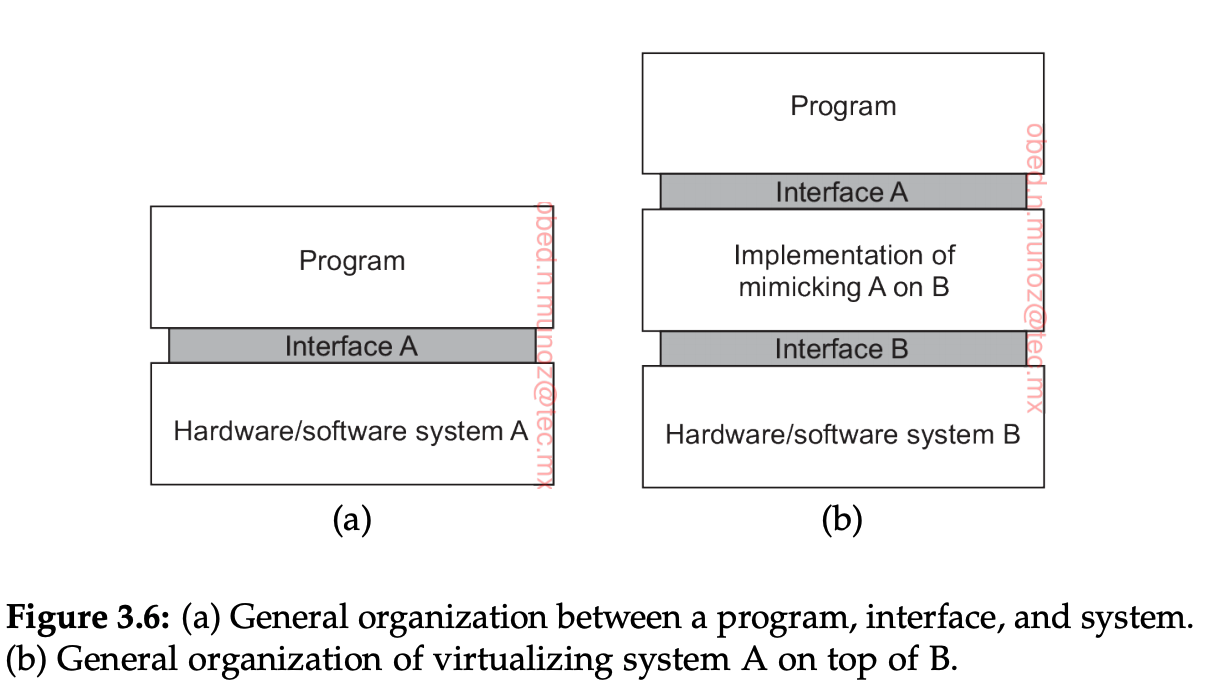 Program
Interface A
Hardware/software system A
obed.n.munoz@tec.mx
(a)
Program
Interface A
Implementation of
mimicking A on B
Interface B
Hardware/software system B
obed.n.munoz@tec.mx
(b)
Figure 3.6: (a) General organization between a program, interface, and system.
(b) General organization of virtualizing system A on top of B.